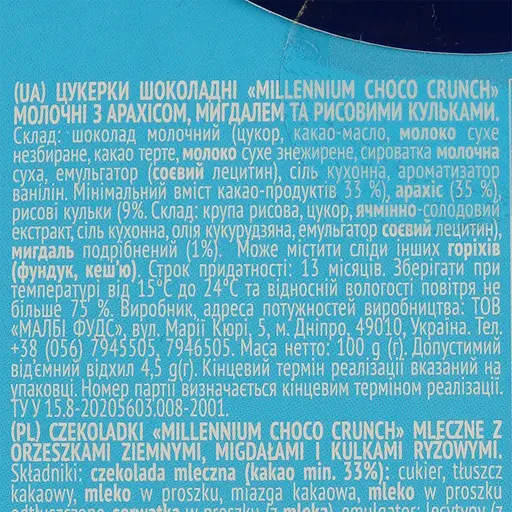 (UA) ЦУКЕРКИ ШОКОЛАДНІ «MILLENNIUM CHOCO CRUNCH»
МОЛОЧНІ З АРАХІСОМ, МИГДАЛЕМ ТА РИСОВИМИ КУЛЬКАМИ.
Склад: шоколад молочний (цукор, какао-масло, молоко сухе
незбиране, какао терте, молоко сухе знежирене, сироватка молочна
суха, емульгатор (соєвий лецитин), сіль кухонна, ароматизатор
ванілін. Мінімальний вміст какао-продуктів 33 %), арахіс (35 %),
рисові кульки (9%. Склад: крупа рисова, цукор, ячмінно-солодовий
екстракт, сіль кухонна, олія кукурудзяна, емульгатор соєвий лецитин),
мигдаль подрібнений (1%). Може містити сліди інших горіхів
(фундук, кеш'ю). Строк придатності: 13 місяців. Зберігати при
температурі від 15°С до 24°С та відносній вологості повітря не
більше 75 %. Виробник, адреса потужностей виробництва: ТОВ
«МАЛБІ ФУДС», вул. Марії Кюрі, 5, м. Дніпро, 49010, Україна. Тел.
+38 (056) 7945505, 7946505. Маса нетто: 100 g (г). Допустимий
від'ємний відхил 4,5 g(г). Кінцевий термін реалізації вказаний на
упаковці. Номер партії визначається кінцевим терміном реалізації.
ТУ У 15.8-20205603.008-2001.
(PL) CZEKOLADKI «MILLENNIUM CHOCO CRUNCH» MLECZNE Z
ORZESZKAMI ZIEMNYMI, MIGDAŁAMI I KULKAMI RYŻOWYMI.
Składniki: czekolada mleczna (kakao min. 33%): cukier, tłuszcz
kakaowy, mleko w proszku, miazga kakaowa, mleko w proszku
odtłuszczone, serwatka w proszku (z mleka), emulgator: lecytyny (z